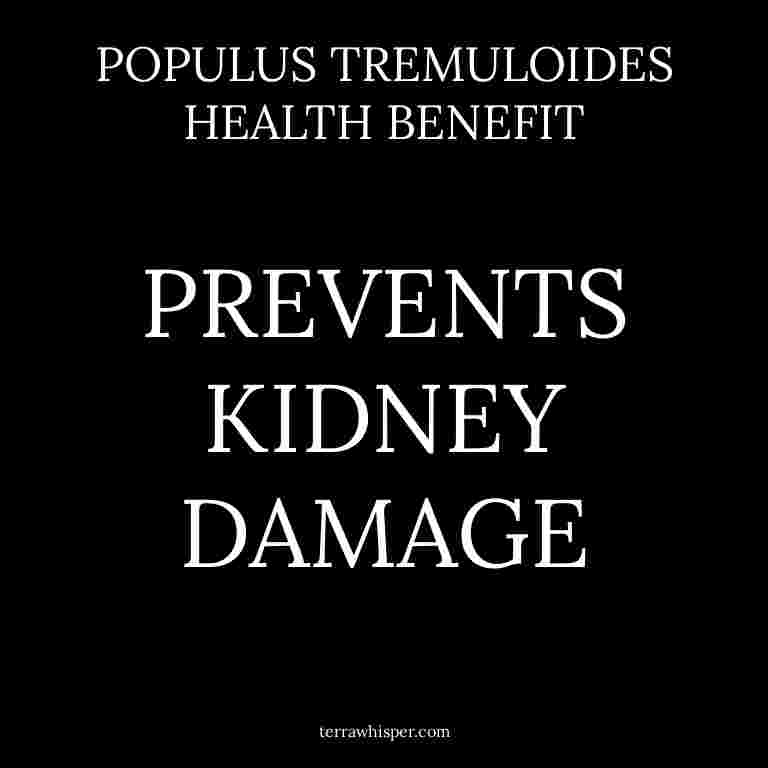 POPULUS TREMULOIDES
HEALTH BENEFIT
PREVENTS
KIDNEY
DAMAGE
terrawhisper.com